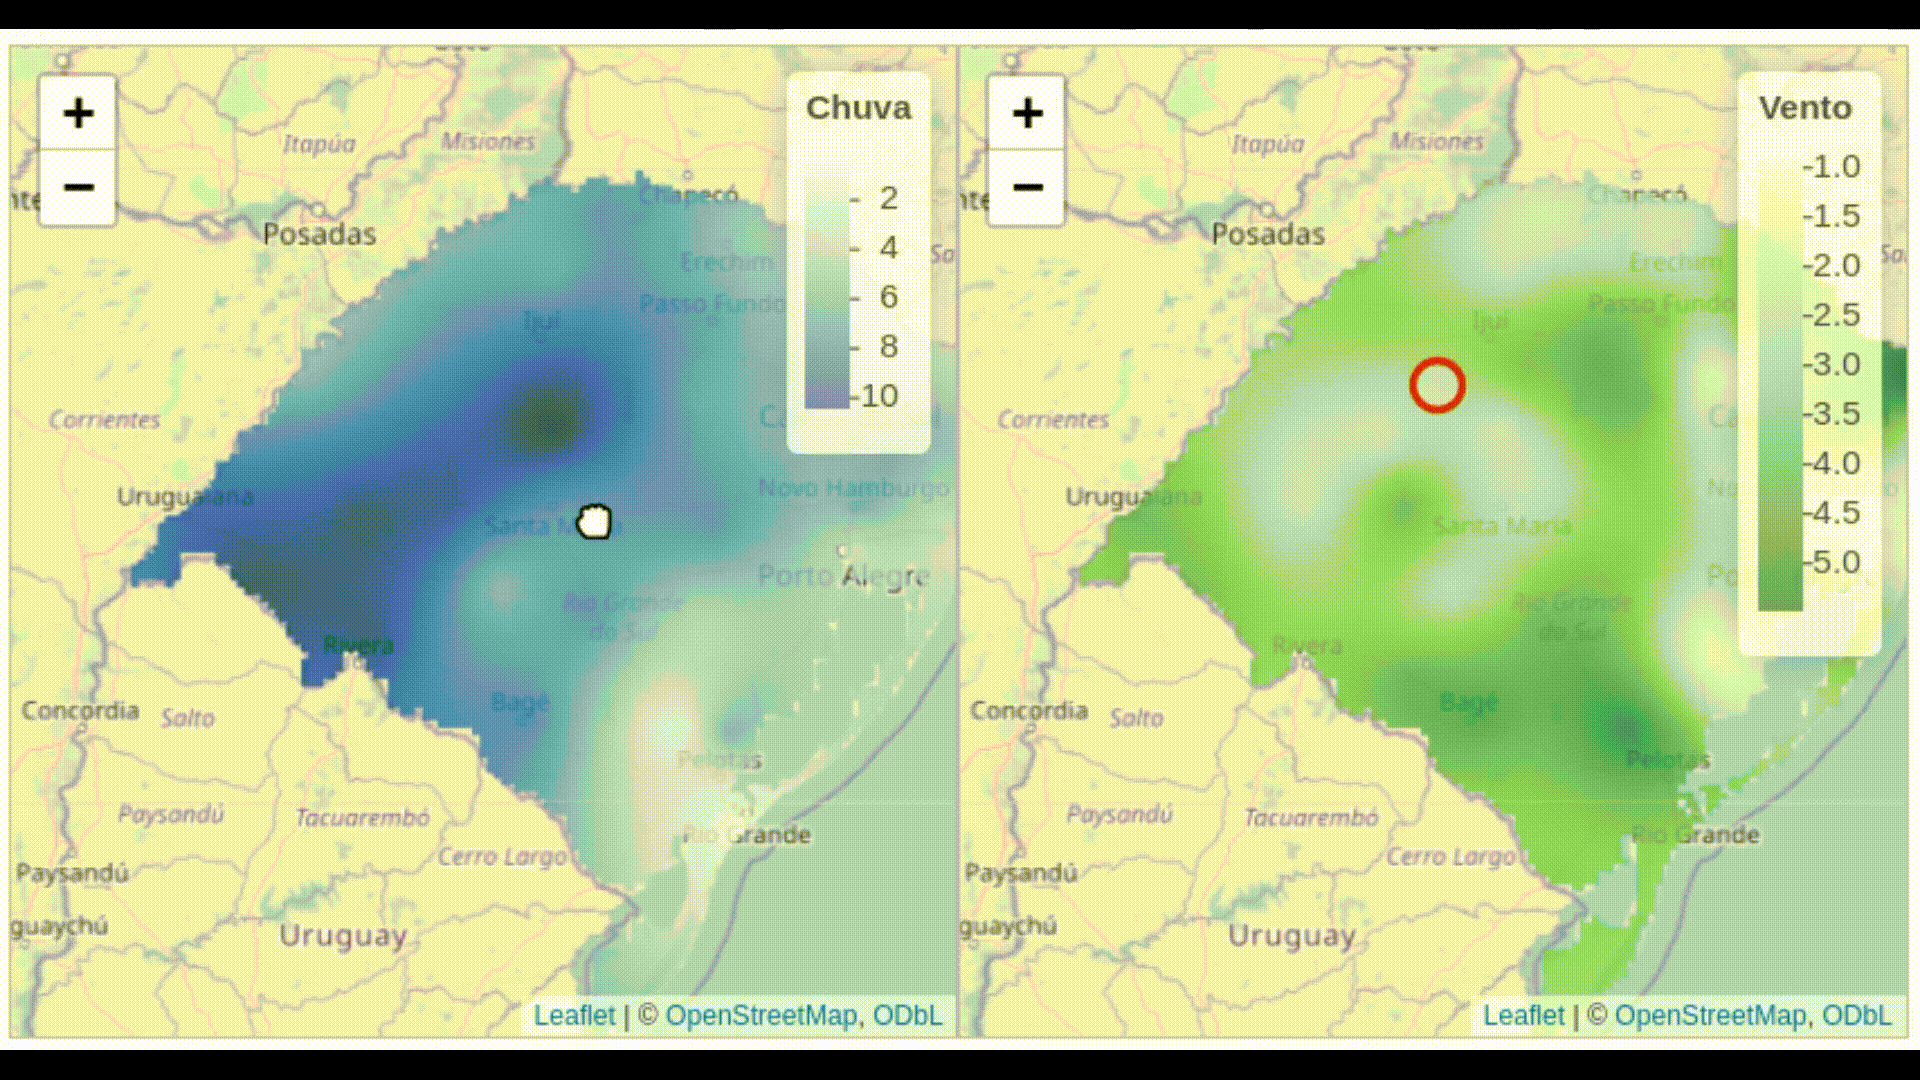 +
−
Itapúa
Misiones
Chapecó
Posadas
Erechim
Passo Fundo
Ijuí
Corrientes
Uruguaiana
Novo Hamburgo
Porto Alegre
Rio Grande
do Sul
Rivera
Bagé
Concordia
Salto
Pelotas
Paysandú
Tacuarembó
Rio Grande
Cerro Largo
Paysandú
guaychú
Uruguay
Chuva
2
4
6
8
10
Leaflet | © OpenStreetMap, ODbL
+
−
Itapúa
Misiones
Chapecó
Posadas
Erechim
Passo Fundo
Ijuí
Corrientes
Uruguaiana
Santa Maria
Rio Grande
do Sul
Rivera
Bagé
Concordia
Salto
Pelotas
Paysandú
Tacuarembó
Rio Grande
Cerro Largo
Paysandú
guaychú
Uruguay
Vento
-1.0
-1.5
-2.0
-2.5
-3.0
-3.5
-4.0
-4.5
-5.0
Leaflet | © OpenStreetMap, ODbL